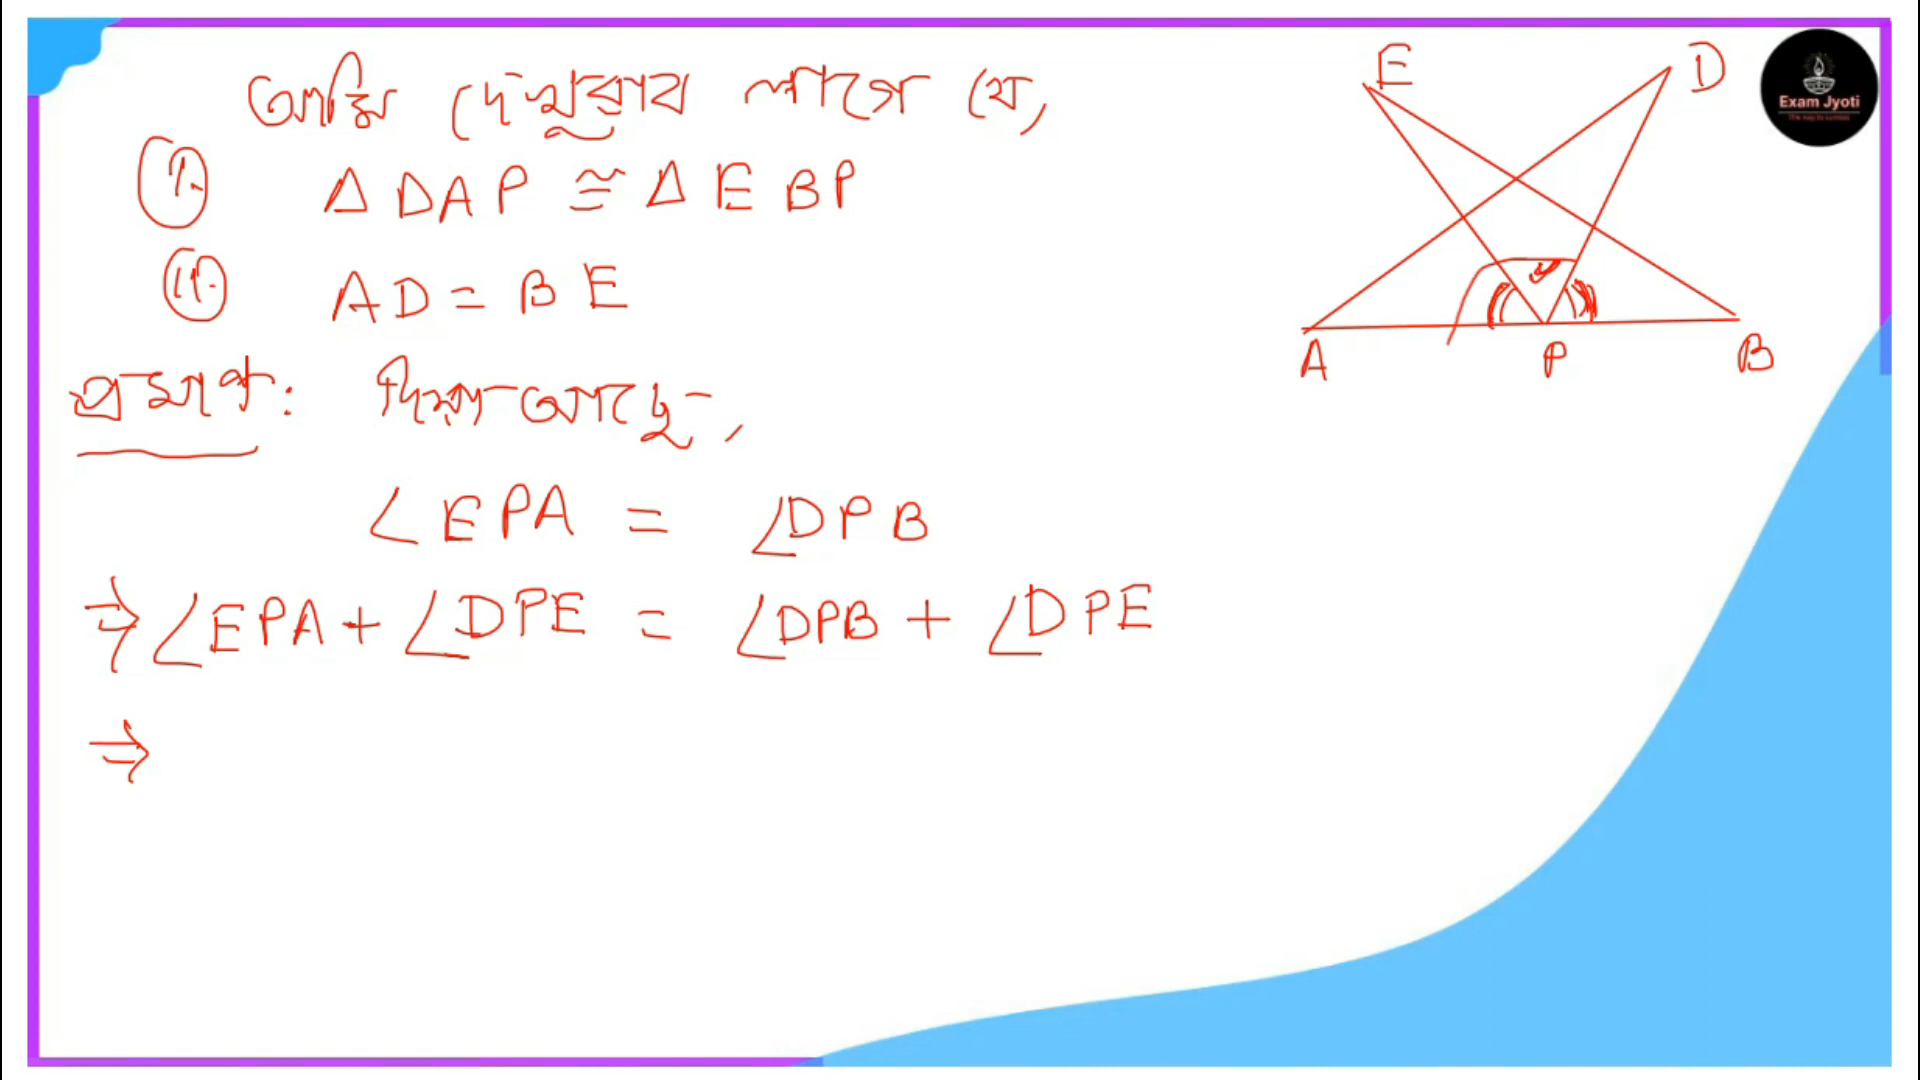 আমি দেখুৱাব লাগে যে,
i. Δ DAP ≅ Δ EBP
ii. AD = BE
প্ৰমাণ: দিয়া আছে,
∠EPA = ∠DPB
⇒ ∠EPA + ∠DPE = ∠DPB + ∠DPE
⇒
E D
A P B
Exam Jyoti